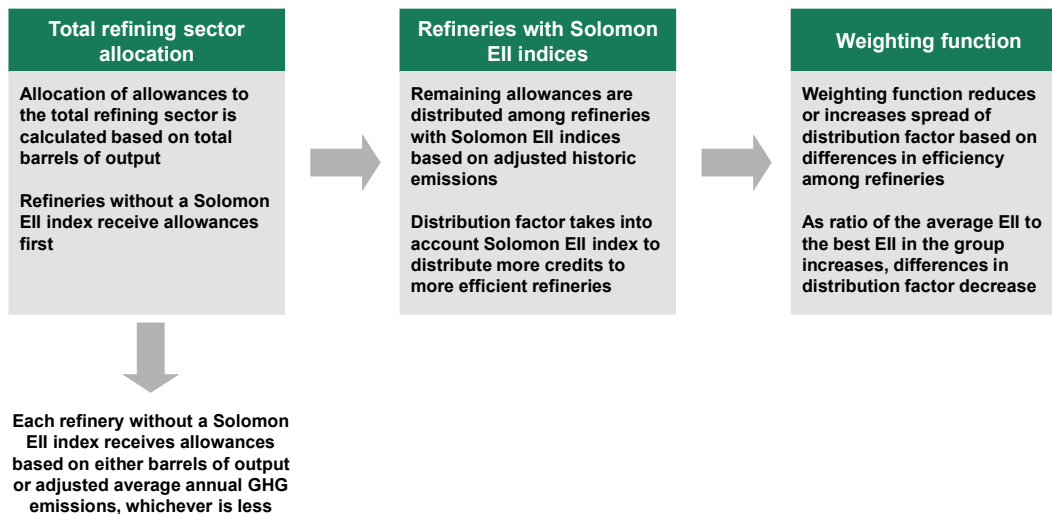 Total refining sector
allocation
Allocation of allowances to
the total refining sector is
calculated based on total
barrels of output
Refineries without a Solomon
EII index receive allowances
first
Each refinery without a Solomon
EII index receives allowances
based on either barrels of output
or adjusted average annual GHG
emissions, whichever is less
Refineries with Solomon
EII indices
Remaining allowances are
distributed among refineries
with Solomon EII indices
based on adjusted historic
emissions
Distribution factor takes into
account Solomon EII index to
distribute more credits to
more efficient refineries
Weighting function
Weighting function reduces
or increases spread of
distribution factor based on
differences in efficiency
among refineries
As ratio of the average EII to
the best EII in the group
increases, differences in
distribution factor decrease